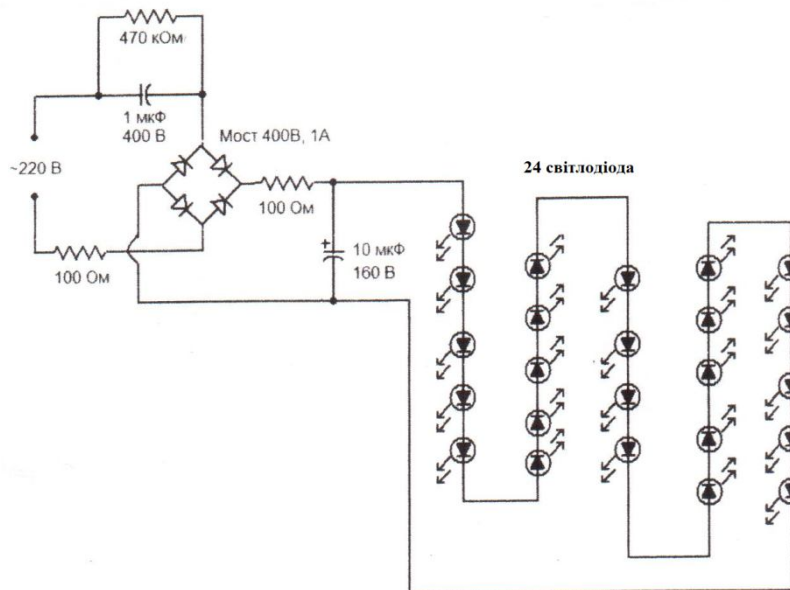 470 кОм
1 мкФ
400 В
Мост 400В, 1А
~220 В
24 світлодіода
100 Ом
+
10 мкФ
160 В
100 Ом